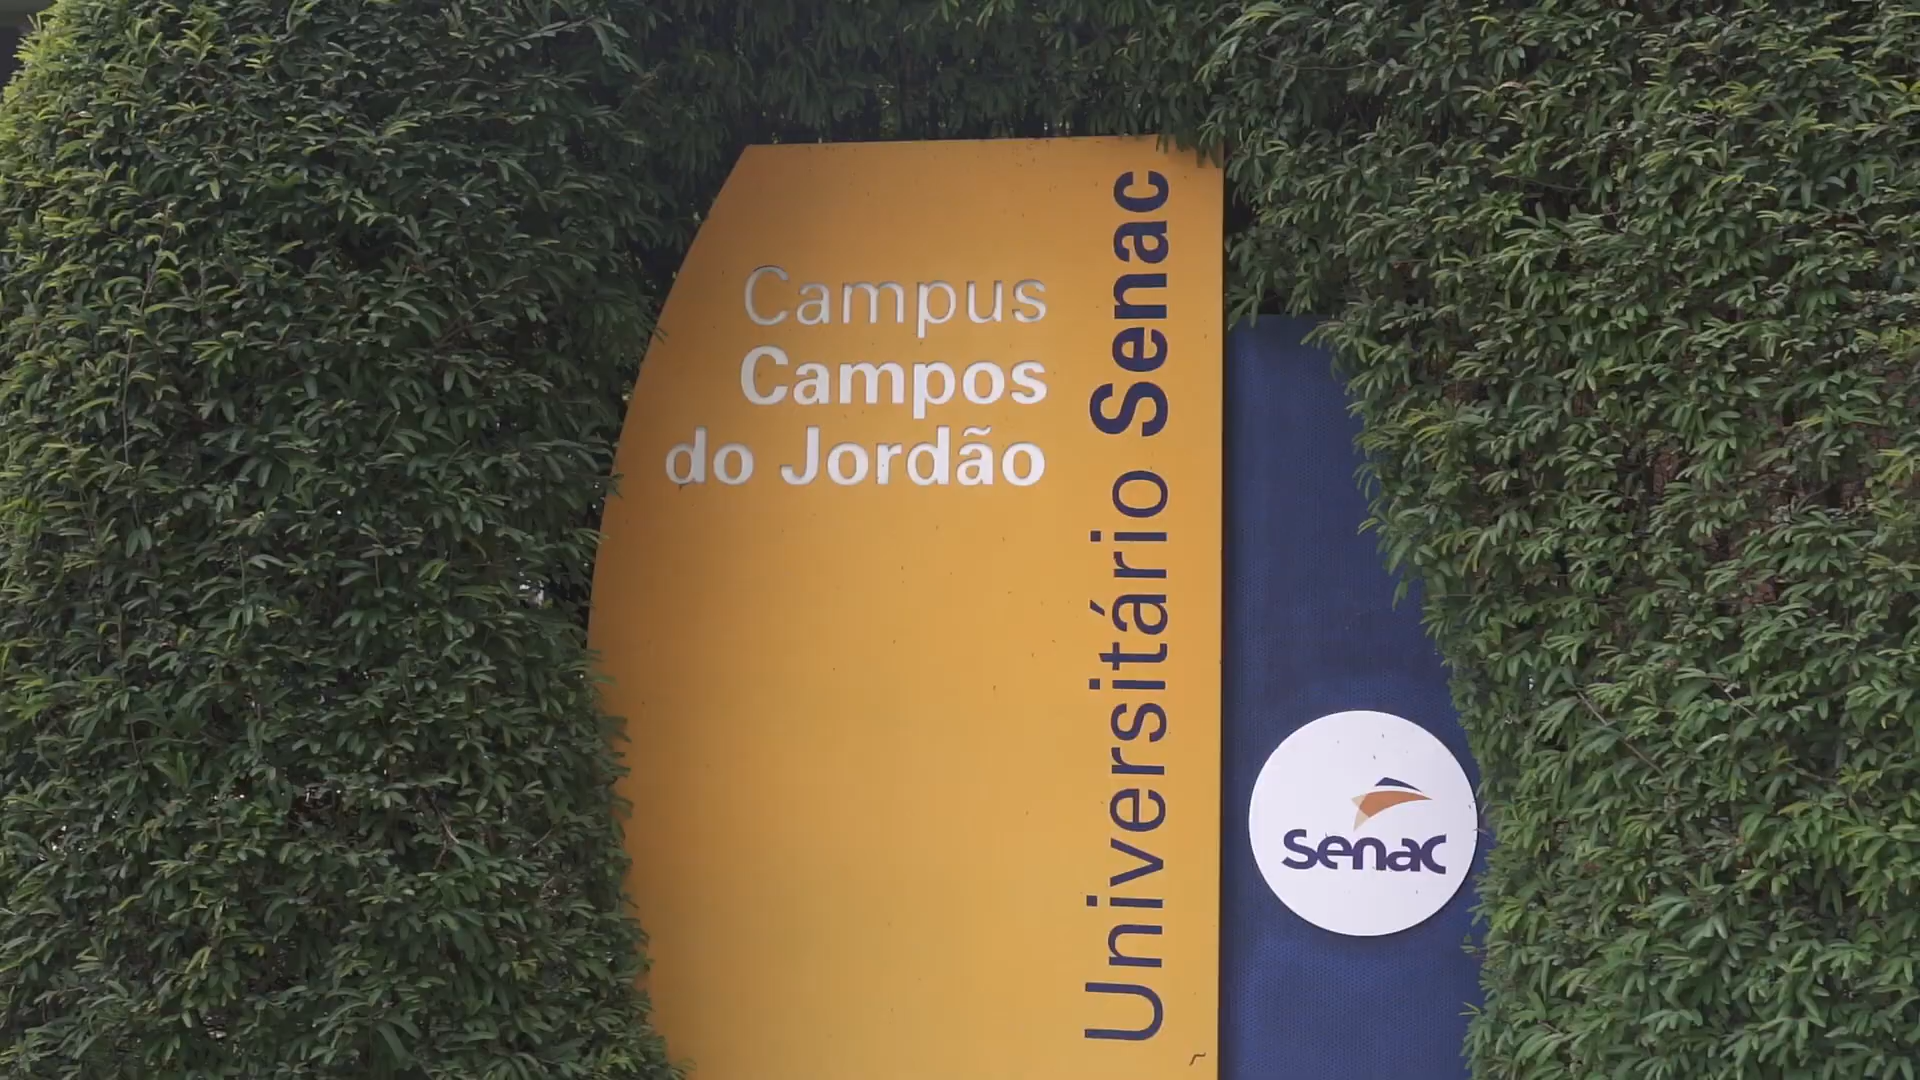 Campus
Campos
do Jordão
Universitário Senac
senac